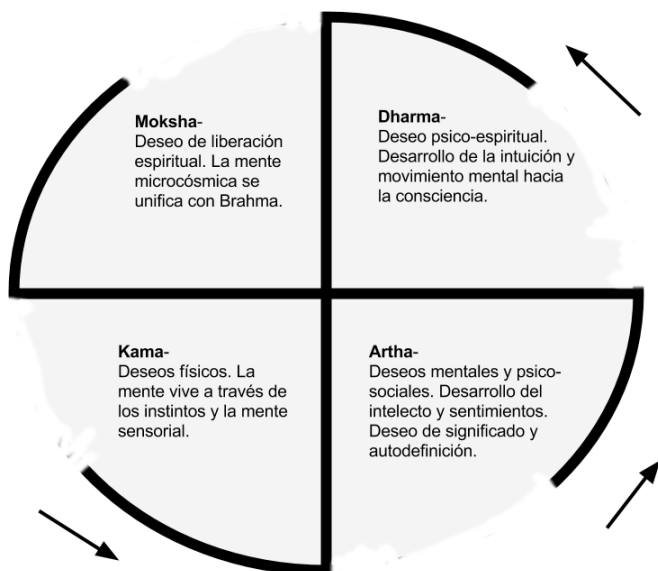 Moksha-
Deseo de liberación
espiritual. La mente
microcósmica se
unifica con Brahma.
Dharma-
Deseo psico-espiritual.
Desarrollo de la intuición y
movimiento mental hacia
la consciencia.
Kama-
Deseos físicos. La
mente vive a través de
los instintos y la mente
sensorial.
Artha-
Deseos mentales y psico-
sociales. Desarrollo del
intelecto y sentimientos.
Deseo de significado y
autodefinición.